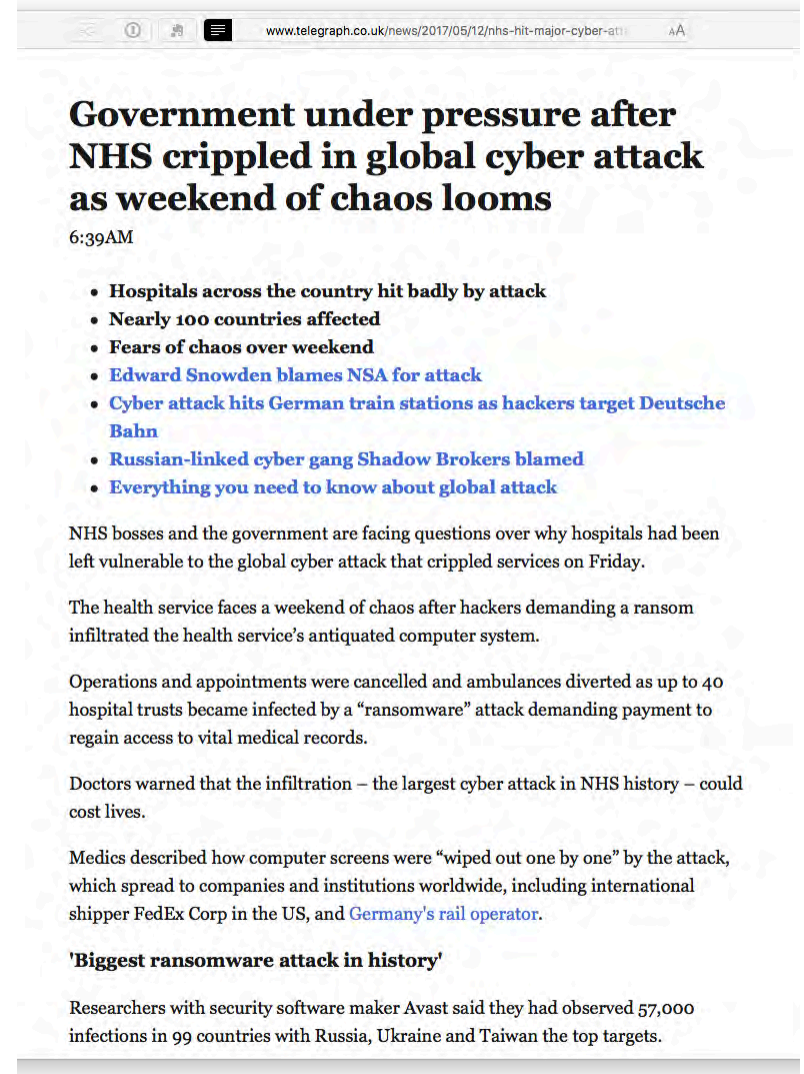 www.telegraph.co.uk/news/2017/05/12/nhs-hit-major-cyber-att
AA
Government under pressure after
NHS crippled in global cyber attack
as weekend of chaos looms
6:39AM
• Hospitals across the country hit badly by attack
• Nearly 100 countries affected
• Fears of chaos over weekend
• Edward Snowden blames NSA for attack
• Cyber attack hits German train stations as hackers target Deutsche
Bahn
• Russian-linked cyber gang Shadow Brokers blamed
• Everything you need to know about global attack
NHS bosses and the government are facing questions over why hospitals had been
left vulnerable to the global cyber attack that crippled services on Friday.
The health service faces a weekend of chaos after hackers demanding a ransom
infiltrated the health service’s antiquated computer system.
Operations and appointments were cancelled and ambulances diverted as up to 40
hospital trusts became infected by a “ransomware” attack demanding payment to
regain access to vital medical records.
Doctors warned that the infiltration – the largest cyber attack in NHS history – could
cost lives.
Medics described how computer screens were “wiped out one by one” by the attack,
which spread to companies and institutions worldwide, including international
shipper FedEx Corp in the US, and Germany's rail operator.
'Biggest ransomware attack in history'
Researchers with security software maker Avast said they had observed 57,000
infections in 99 countries with Russia, Ukraine and Taiwan the top targets.